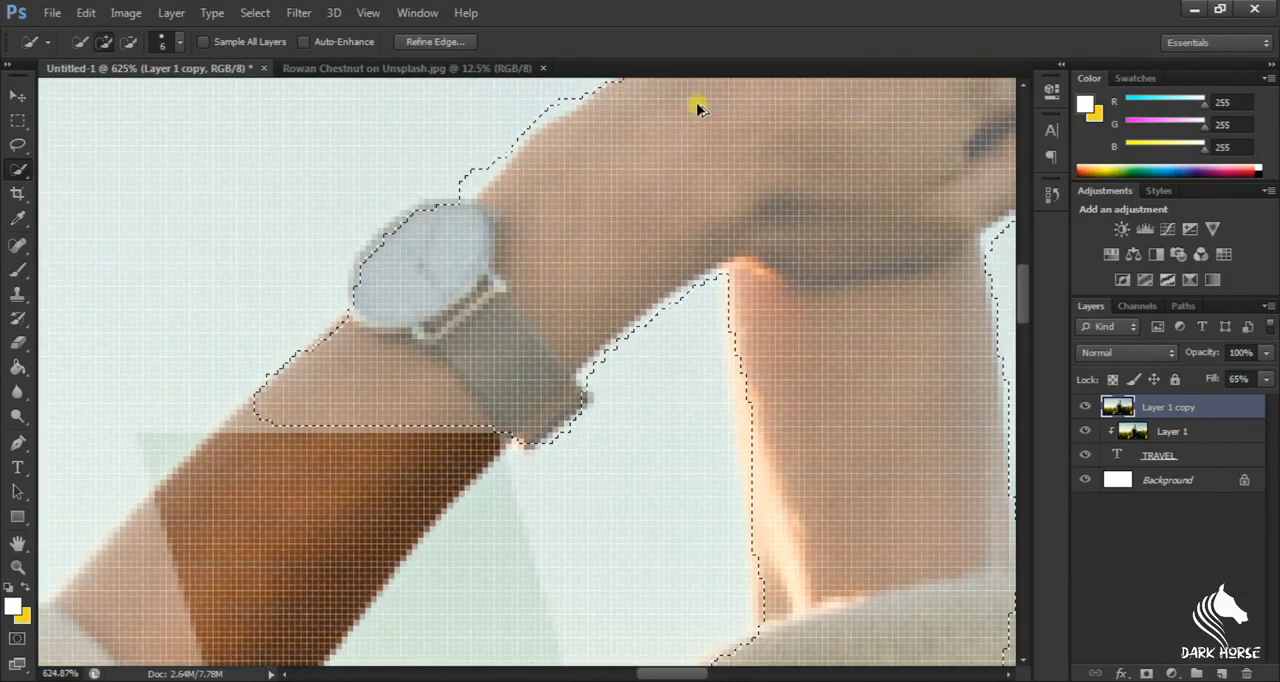 Ps File Edit Image Layer Type Select Filter 3D View Window Help
6 Sample All Layers Auto-Enhance Refine Edge... Essentials
Untitled-1 @ 625% (Layer 1 copy, RGB/8) * × Rowan Chestnut on Unsplash.jpg @ 12.5% (RGB/8) ×
Color Swatches
R 255
G 255
B 255
Adjustments Styles
Add an adjustment
Layers Channels Paths
Kind
Normal Opacity: 100%
Lock: Fill: 65%
Layer 1 copy
Layer 1
T TRAVEL
Background
DARK HORSE
624.87% Doc: 2.64M/7.78M